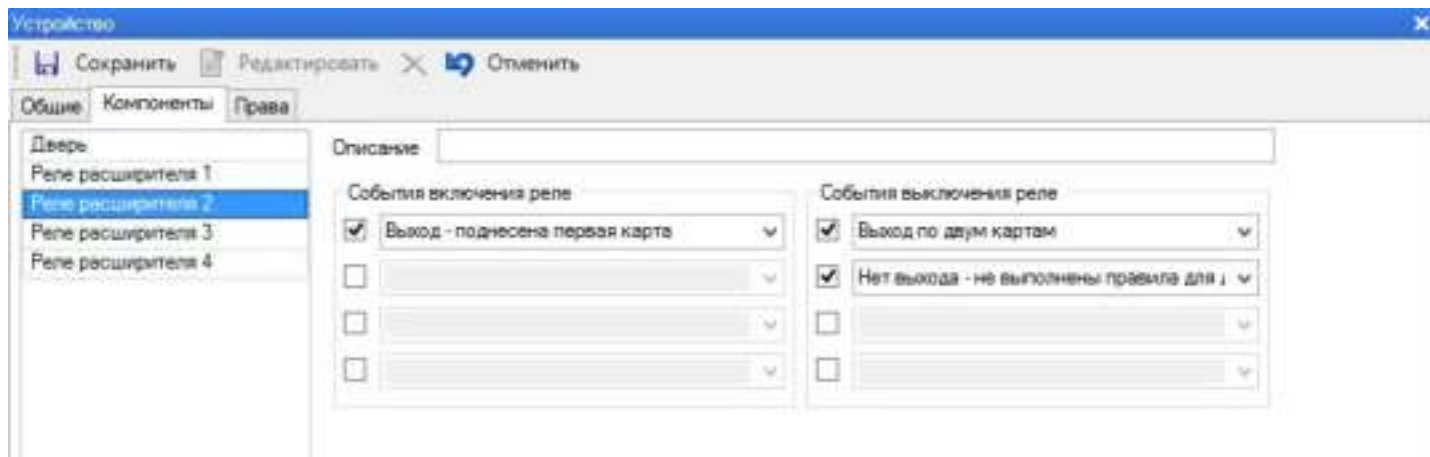 Устройство
Сохранить Редактировать Отменить
Общие Компоненты Права
Дверь
Реле расширителя 1
Реле расширителя 2
Реле расширителя 3
Реле расширителя 4
Описание
События включения реле
Выход - поднесена первая карта
События выключения реле
Выход по двум картам
Нет выхода - не выполнены правила для д